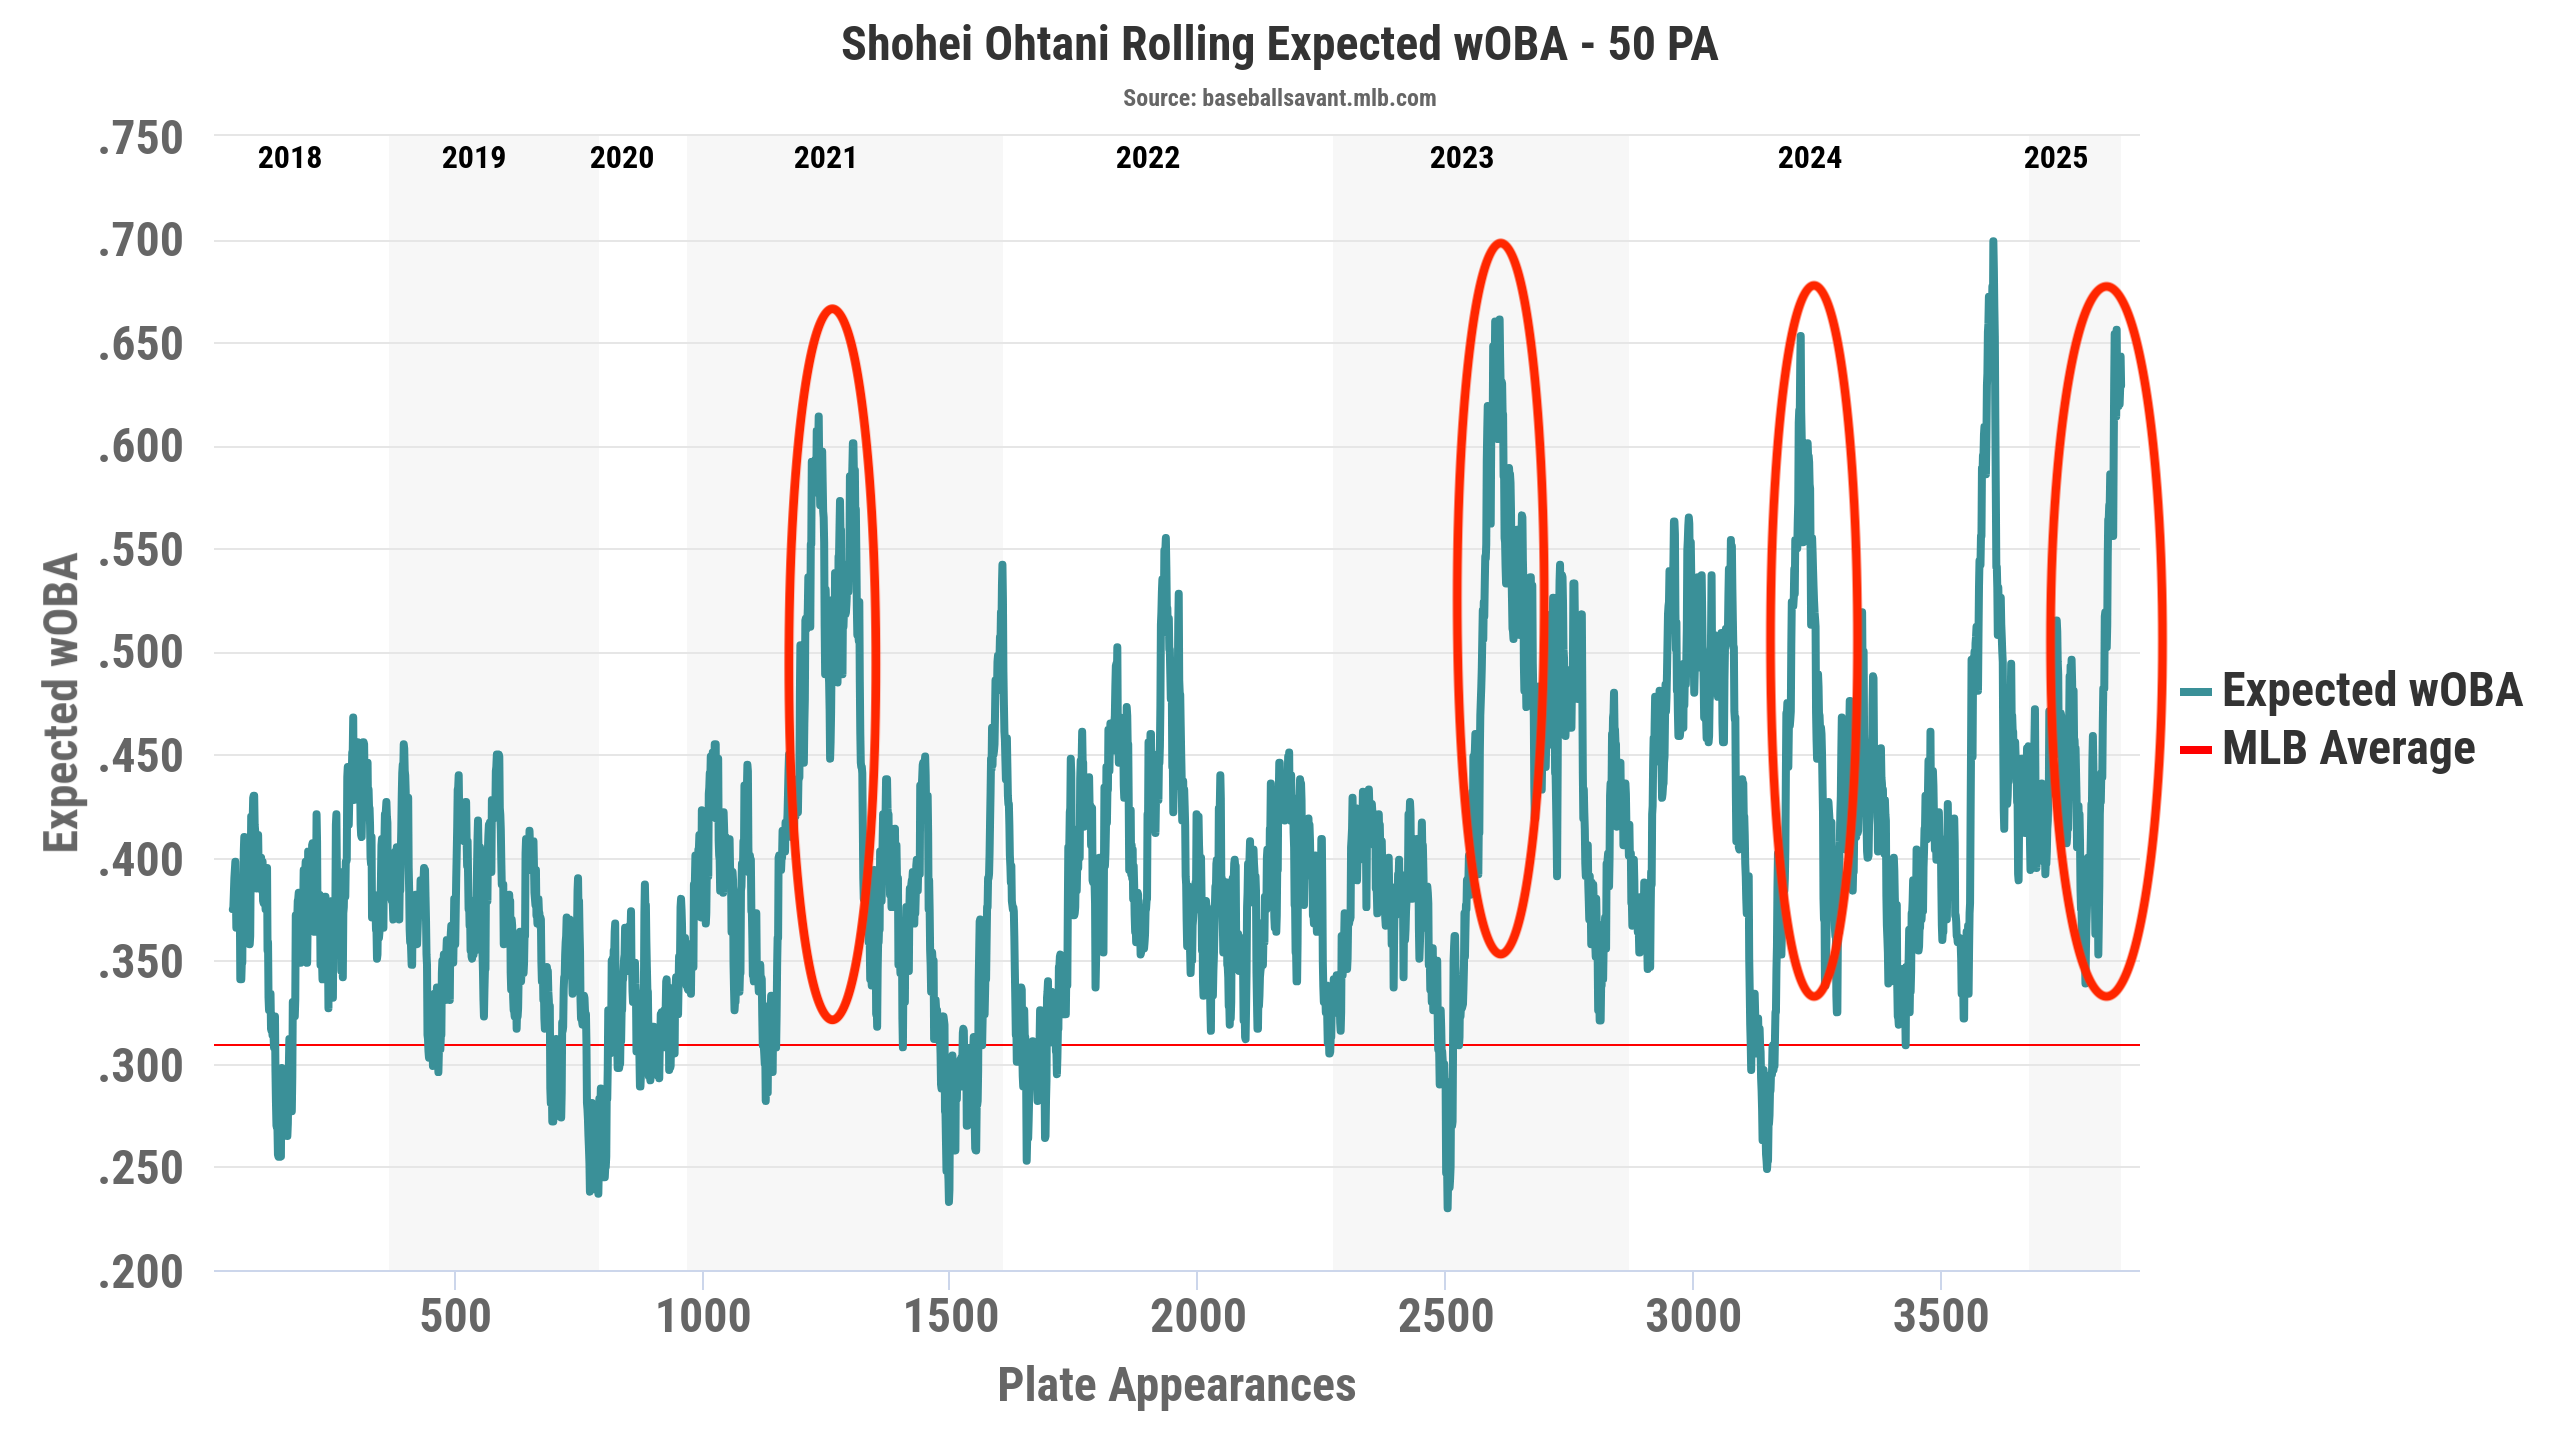 Shohei Ohtani Rolling Expected wOBA - 50 PA
Source: baseballsavant.mlb.com
.750
2018 2019 2020 2021 2022 2023 2024 2025
.700
.650
.600
.550
.500
.450
.400
.350
.300
.250
.200
Expected wOBA
500 1000 1500 2000 2500 3000 3500
Plate Appearances
Expected wOBA
MLB Average